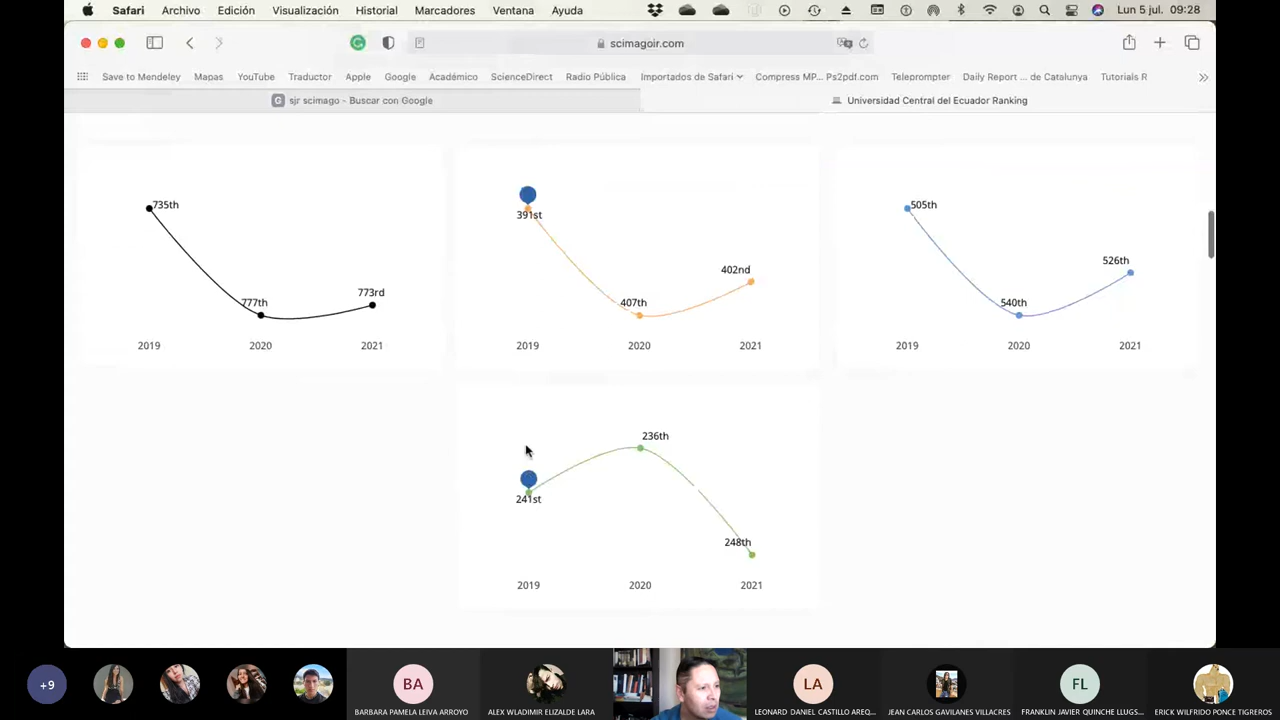 Safari Archivo Edición Visualización Historial Marcadores Ventana Ayuda Lun 5 jul. 09:28
scimagoir.com
Save to Mendeley Mapas YouTube Traductor Apple Google Académico ScienceDirect Radio Pública Importados de Safari Compress MP... Ps2pdf.com Teleprompter Daily Report ... de Catalunya Tutorials R
G sjr scimago - Buscar con Google Universidad Central del Ecuador Ranking
735th 391st 505th
777th 773rd 407th 402nd 540th 526th
2019 2020 2021 2019 2020 2021 2019 2020 2021
236th
241st
248th
2019 2020 2021
+9 BA LA FL
BARBARA PAMELA LEIVA ARROYO ALEX WLADIMIR ELIZALDE LARA LEONARD DANIEL CASTILLO AREQ... JEAN CARLOS GAVILANES VILLACRES FRANKLIN JAVIER QUINCHE LLUGS... ERICK WILFRIDO PONCE TIGREROS